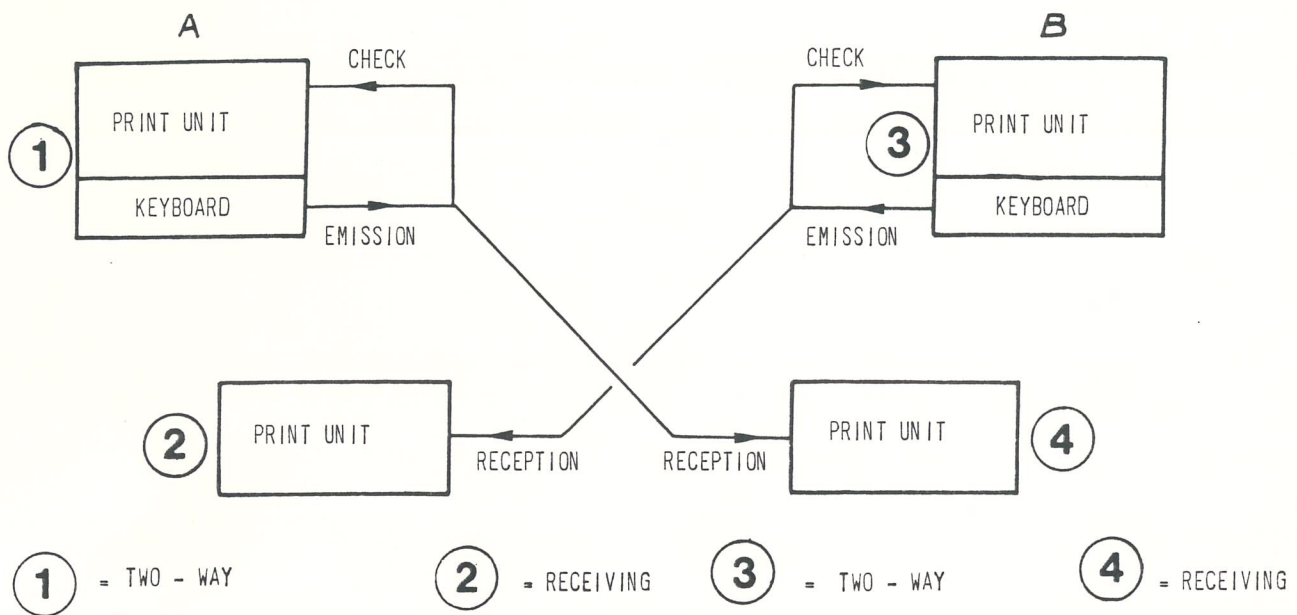 A
B
CHECK
CHECK
PRINT UNIT
PRINT UNIT
1
3
KEYBOARD
KEYBOARD
EMISSION
EMISSION
PRINT UNIT
PRINT UNIT
2
4
RECEPTION
RECEPTION
1 = TWO - WAY
2 = RECEIVING
3 = TWO - WAY
4 = RECEIVING